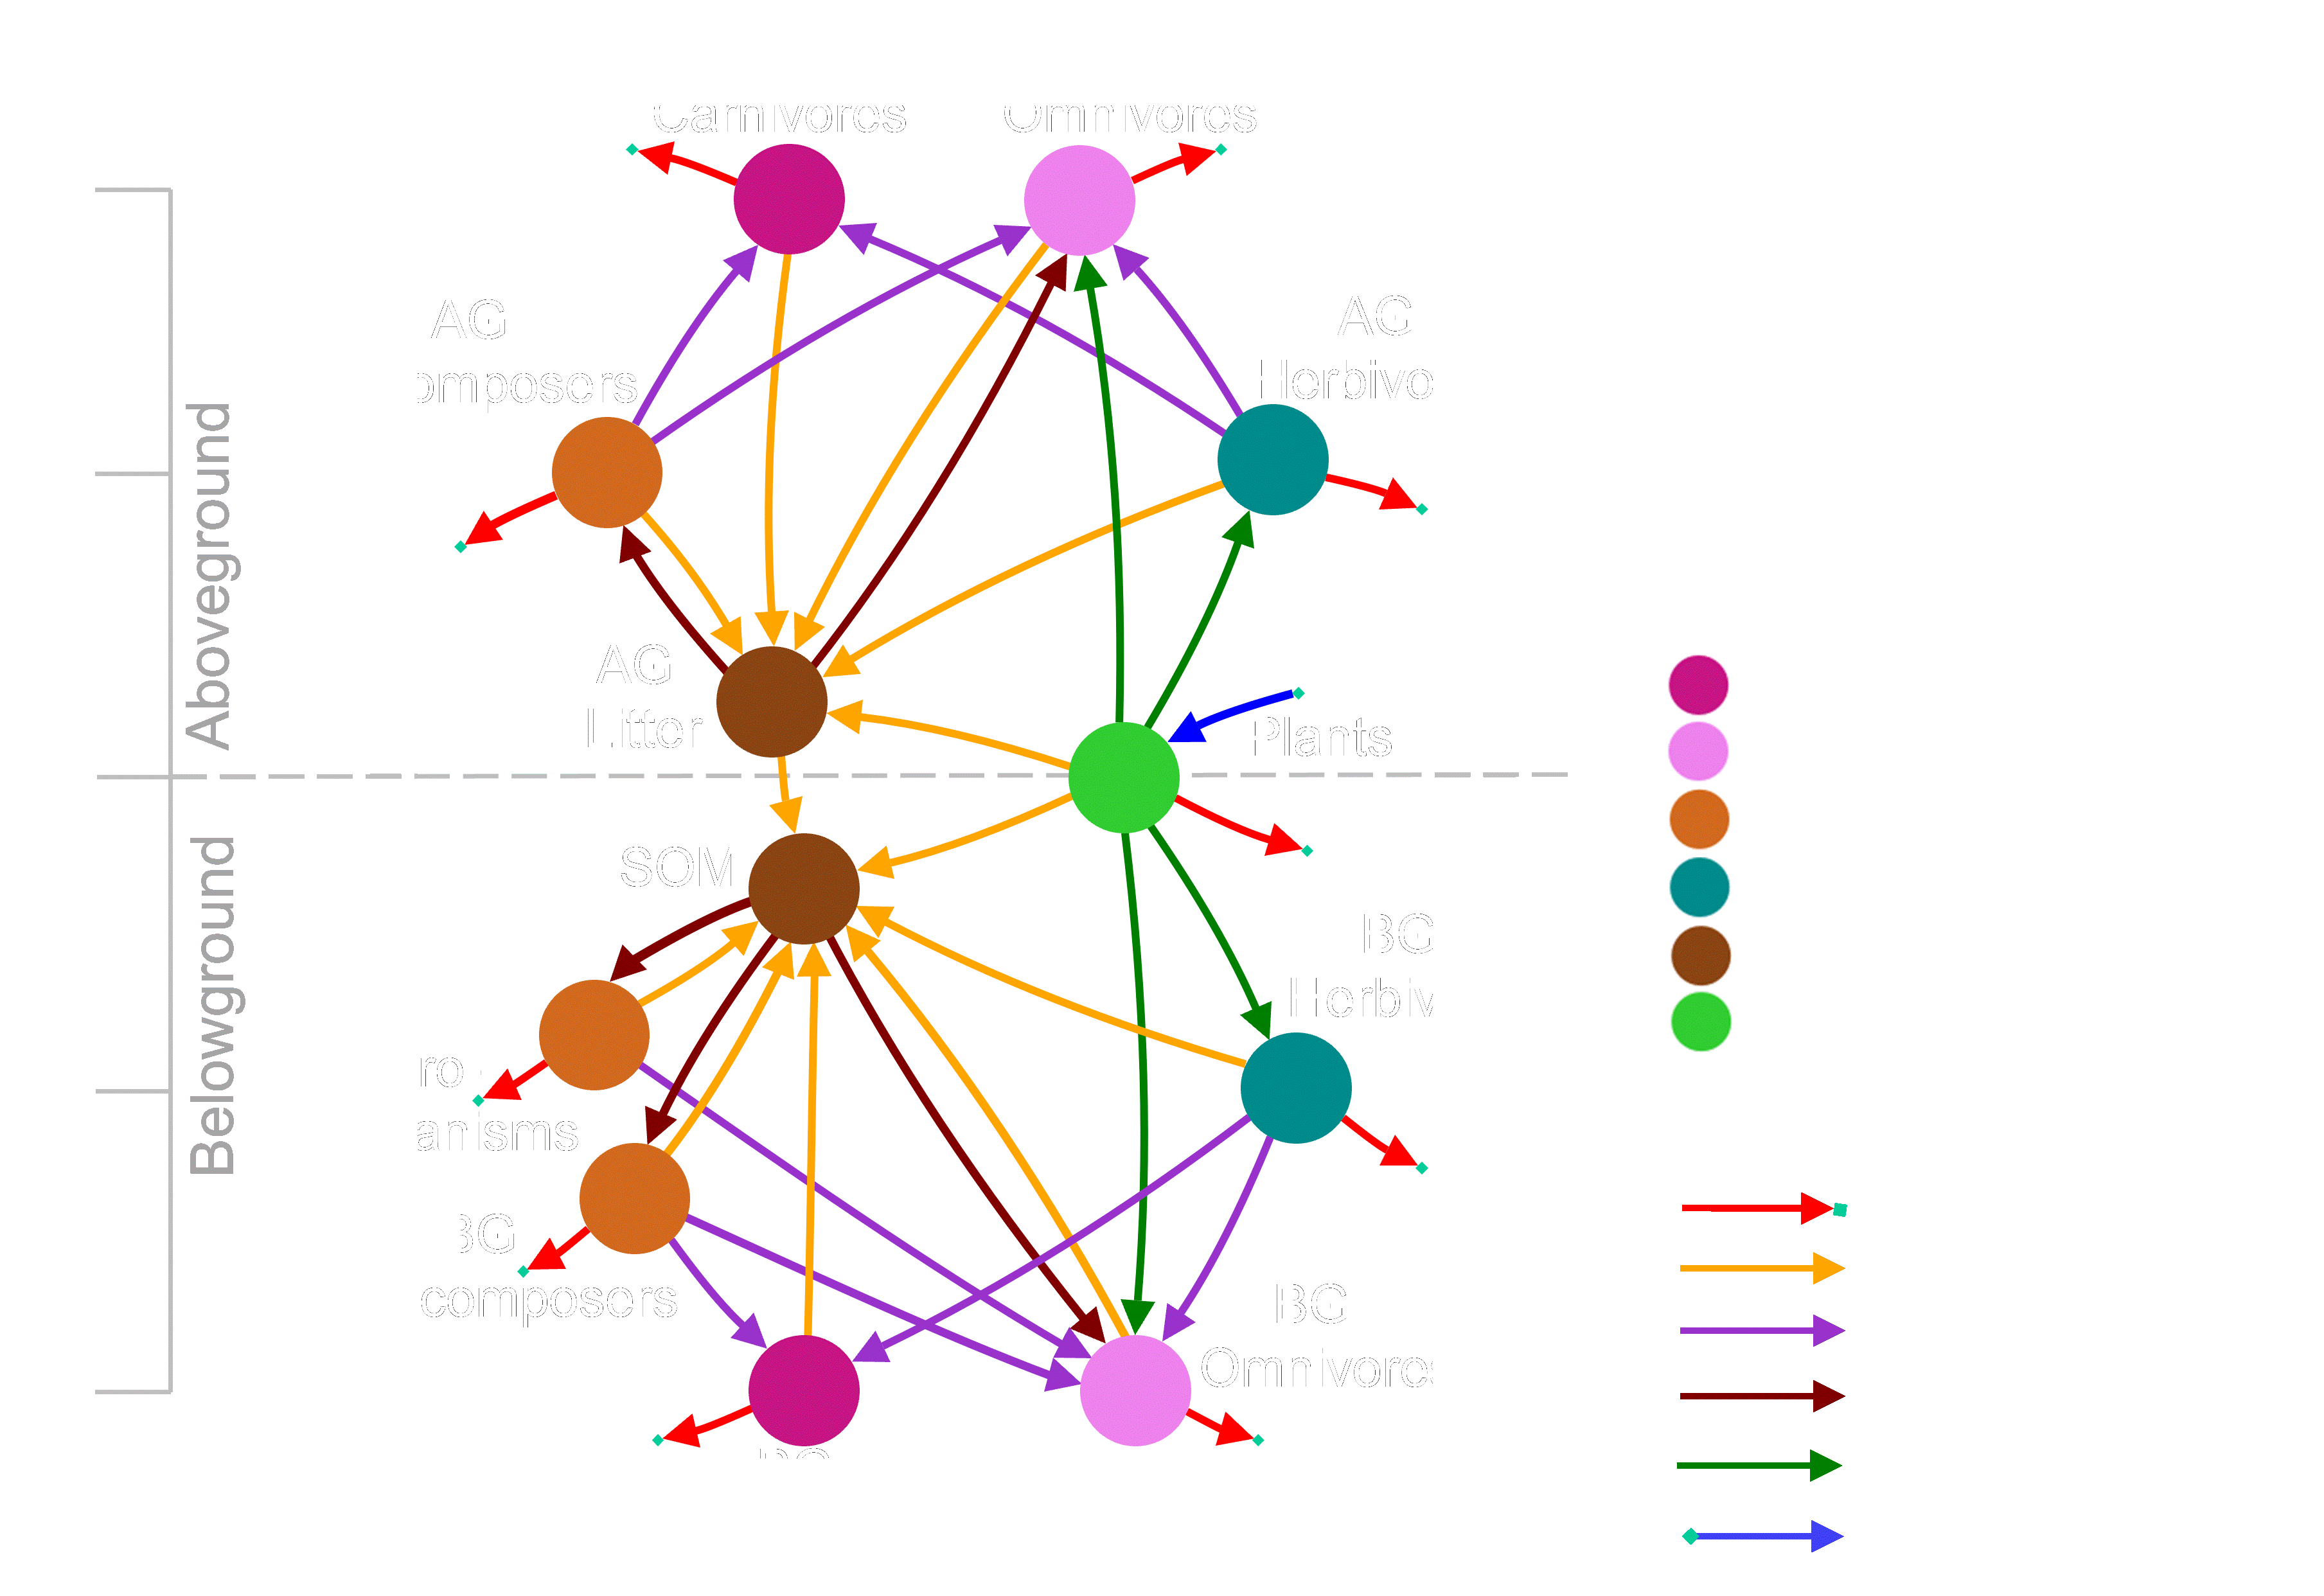 Carnivores
Omnivores
AG
omposers
AG
Herbivo
Aboveground
AG
Litter
Plants
SOM
Belowground
BG
Herbiv
ro -
anisms
BG
composers
BG
Omnivores